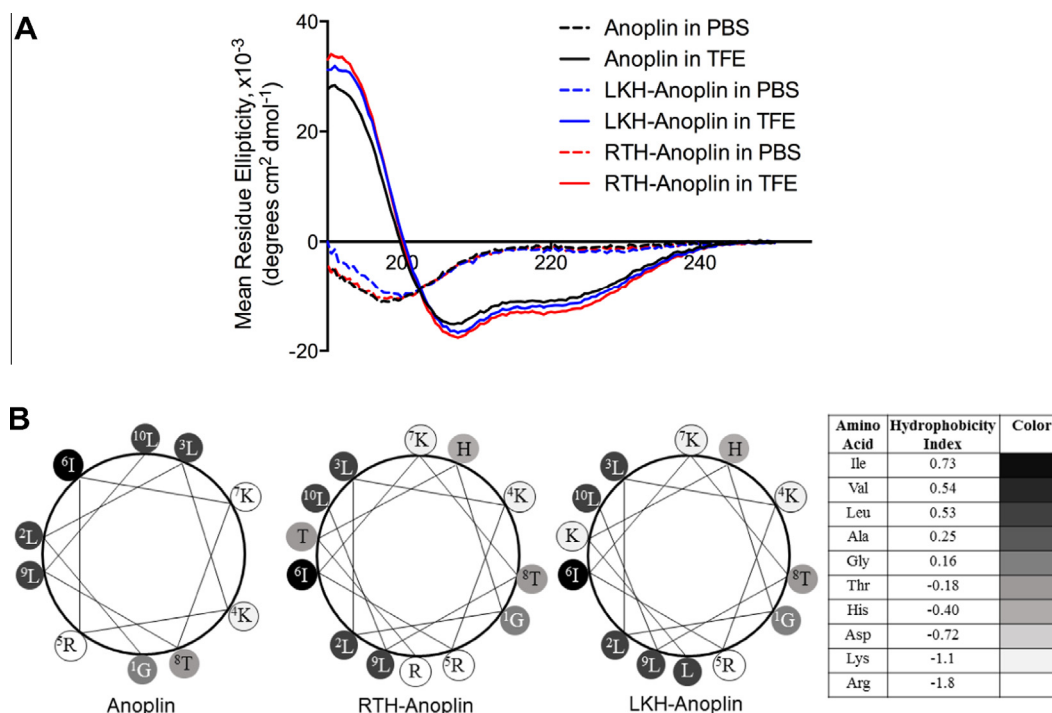 A
Mean Residue Ellipticity, x10-3
(degrees cm2 dmol-1)
40
20
0
-20
200
220
240
Anoplin in PBS
Anoplin in TFE
LKH-Anoplin in PBS
LKH-Anoplin in TFE
RTH-Anoplin in PBS
RTH-Anoplin in TFE
B
10L
3L
6I
7K
2L
9L
4K
5R
1G
8T
Anoplin
7K
H
3L
4K
10L
T
6I
8T
1G
2L
9L
R
5R
RTH-Anoplin
7K
H
3L
4K
10L
K
6I
8T
1G
2L
9L
L
5R
LKH-Anoplin
Amino Acid Hydrophobicity Index Color
Ile 0.73
Val 0.54
Leu 0.53
Ala 0.25
Gly 0.16
Thr -0.18
His -0.40
Asp -0.72
Lys -1.1
Arg -1.8